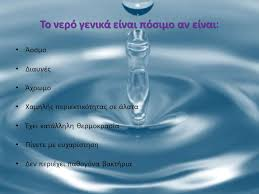 Το νερό γενικά είναι πόσιμο αν είναι:
• Άοσμο
• Διαυγές
• Άχρωμο
• Χαμηλής περιεκτικότητας σε άλατα
• Έχει κατάλληλη θερμοκρασία
• Πίνετε με ευχαρίστηση
• Δεν περιέχει παθογόνα βακτήρια